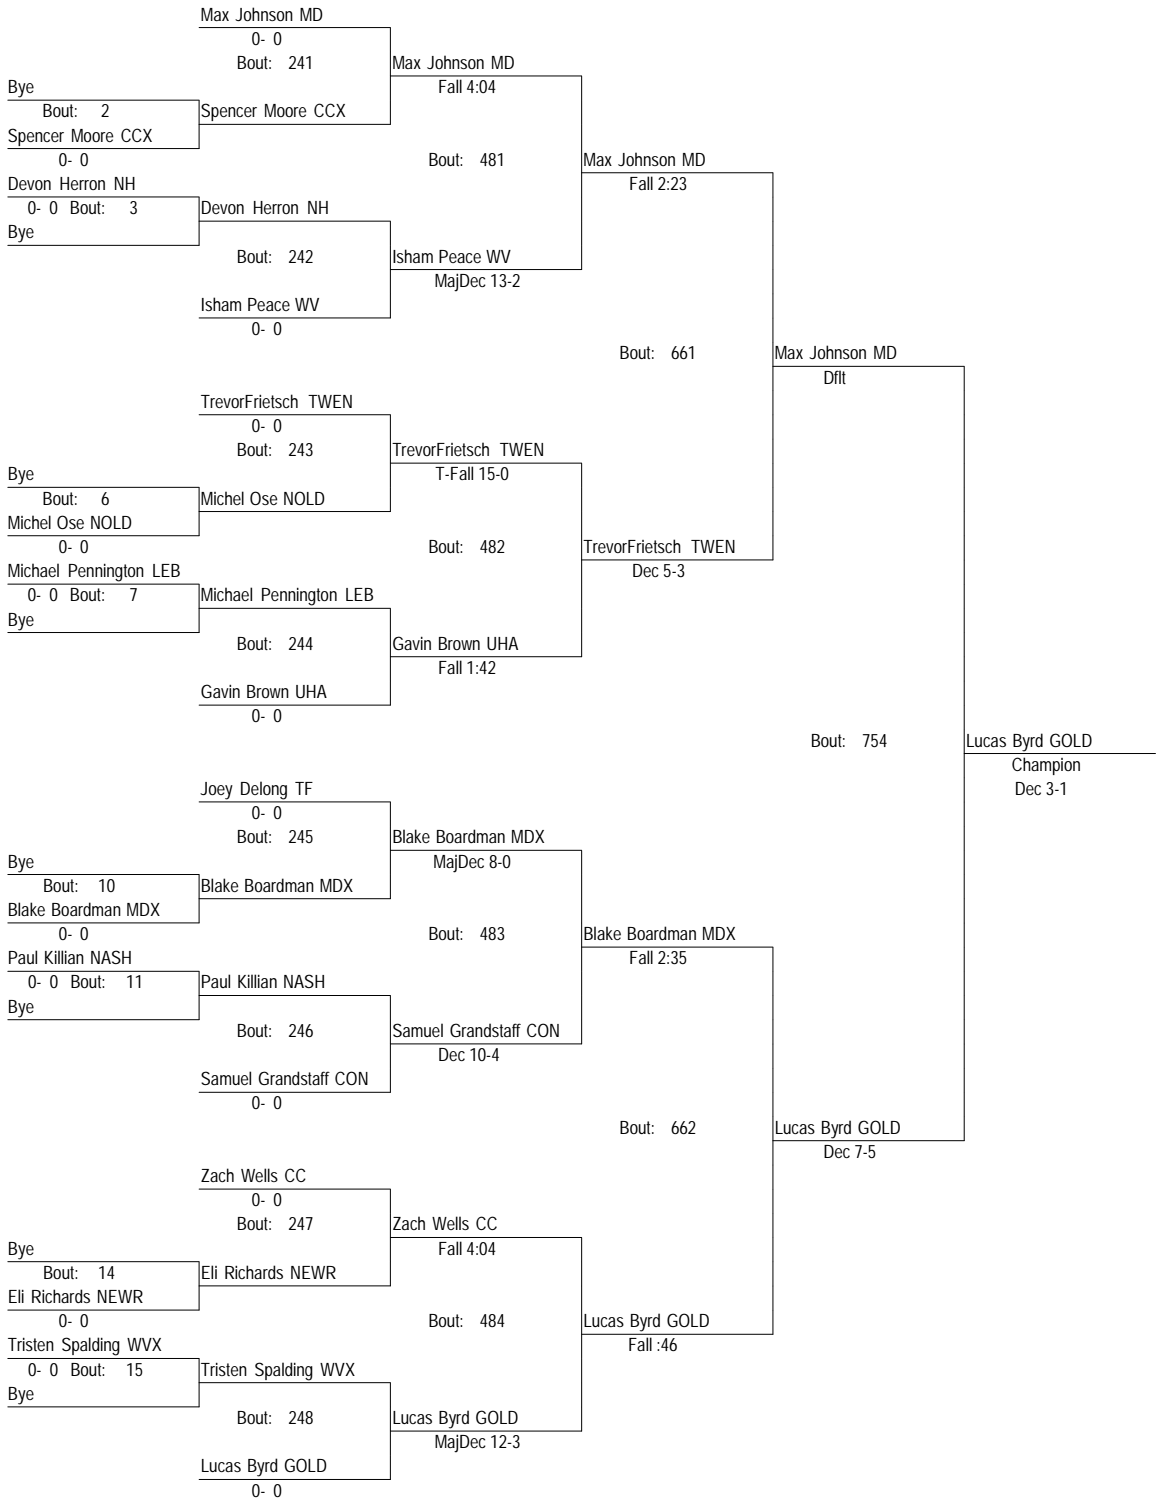 Max Johnson MD
0- 0
Bout: 241
Max Johnson MD
Fall 4:04
Bye
Bout: 2
Spencer Moore CCX
Spencer Moore CCX
0- 0
Bout: 481
Max Johnson MD
Fall 2:23
Devon Herron NH
0- 0 Bout: 3
Devon Herron NH
Bye
Bout: 242
Isham Peace WV
MajDec 13-2
Isham Peace WV
0- 0
Bout: 661
Max Johnson MD
Dflt
TrevorFrietsch TWEN
0- 0
Bout: 243
TrevorFrietsch TWEN
T-Fall 15-0
Bye
Bout: 6
Michel Ose NOLD
Michel Ose NOLD
0- 0
Bout: 482
TrevorFrietsch TWEN
Dec 5-3
Michael Pennington LEB
0- 0 Bout: 7
Michael Pennington LEB
Bye
Bout: 244
Gavin Brown UHA
Fall 1:42
Gavin Brown UHA
0- 0
Bout: 754
Lucas Byrd GOLD
Champion
Dec 3-1
Joey Delong TF
0- 0
Bout: 245
Blake Boardman MDX
MajDec 8-0
Bye
Bout: 10
Blake Boardman MDX
Blake Boardman MDX
0- 0
Bout: 483
Blake Boardman MDX
Fall 2:35
Paul Killian NASH
0- 0 Bout: 11
Paul Killian NASH
Bye
Bout: 246
Samuel Grandstaff CON
Dec 10-4
Samuel Grandstaff CON
0- 0
Bout: 662
Lucas Byrd GOLD
Dec 7-5
Zach Wells CC
0- 0
Bout: 247
Zach Wells CC
Fall 4:04
Bye
Bout: 14
Eli Richards NEWR
Eli Richards NEWR
0- 0
Bout: 484
Lucas Byrd GOLD
Fall :46
Tristen Spalding WVX
0- 0 Bout: 15
Tristen Spalding WVX
Bye
Bout: 248
Lucas Byrd GOLD
MajDec 12-3
Lucas Byrd GOLD
0- 0